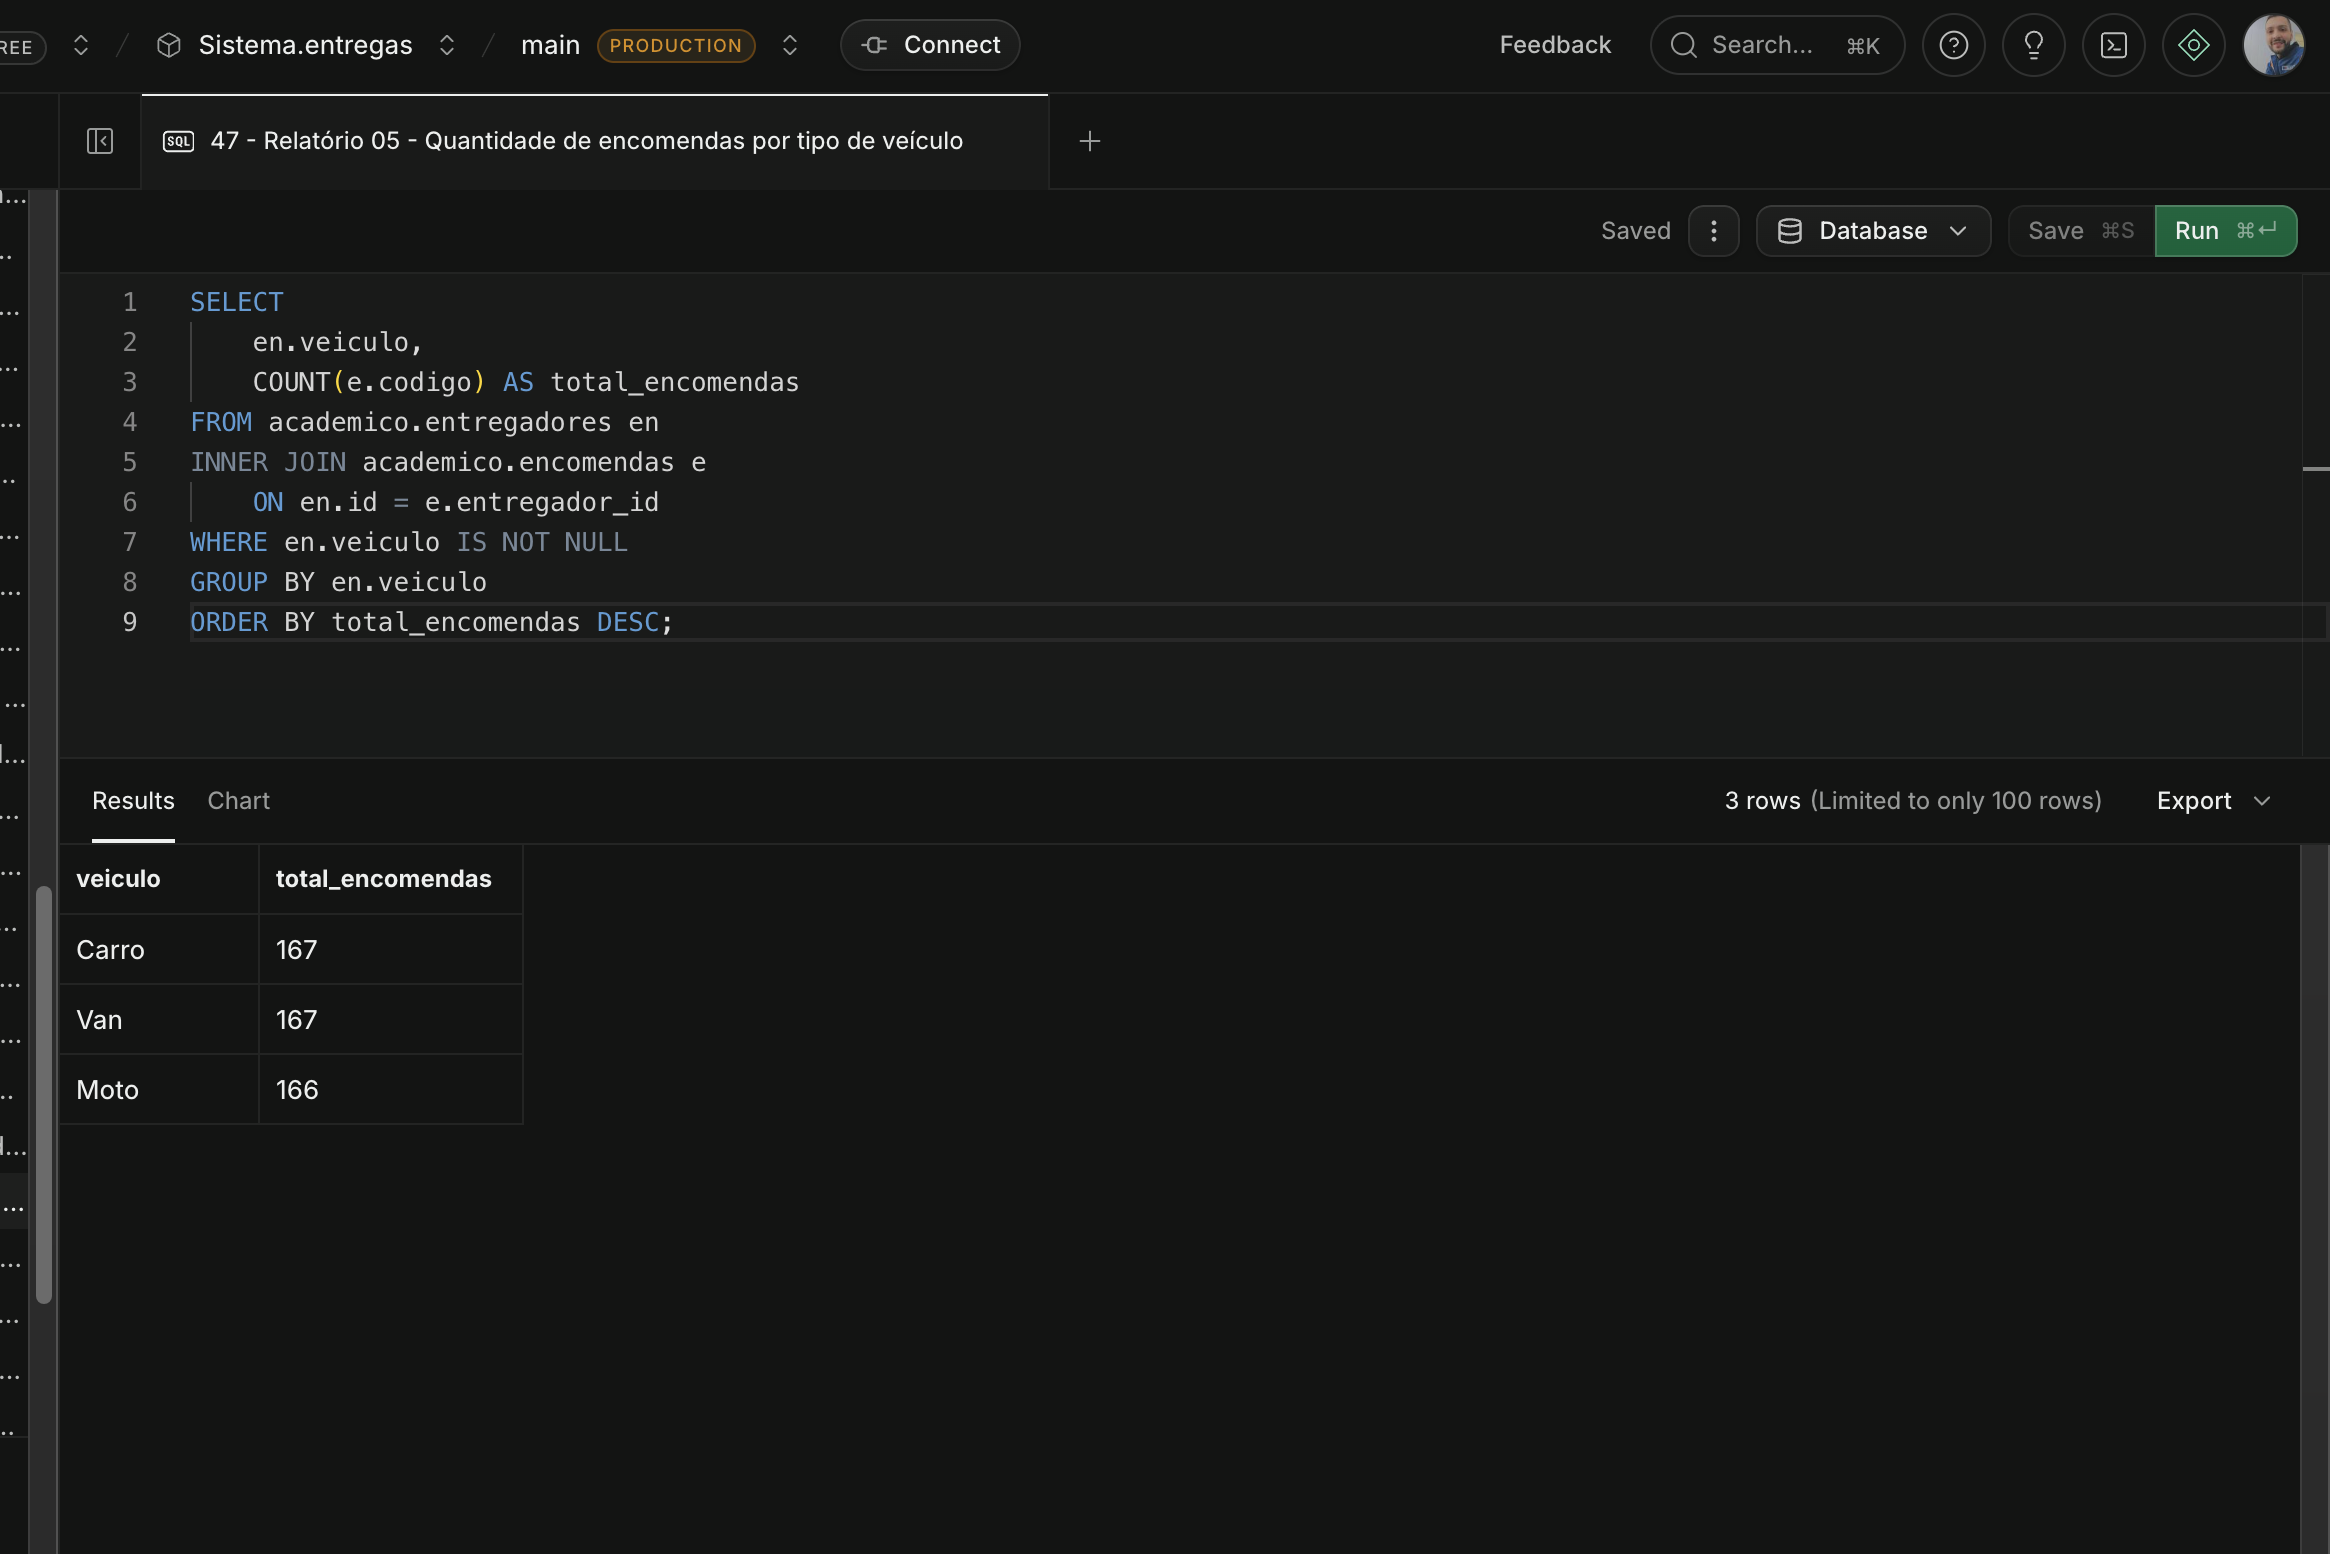 REE
Sistema.entregas
main
PRODUCTION
Connect
Feedback
Search...
⌘K
SQL
47 - Relatório 05 - Quantidade de encomendas por tipo de veículo
Saved
Database
Save ⌘S
Run ⌘↵
1 SELECT
2 en.veiculo,
3 COUNT(e.codigo) AS total_encomendas
4 FROM academico.entregadores en
5 INNER JOIN academico.encomendas e
6 ON en.id = e.entregador_id
7 WHERE en.veiculo IS NOT NULL
8 GROUP BY en.veiculo
9 ORDER BY total_encomendas DESC;
Results
Chart
3 rows (Limited to only 100 rows)
Export
veiculo total_encomendas
Carro 167
Van 167
Moto 166